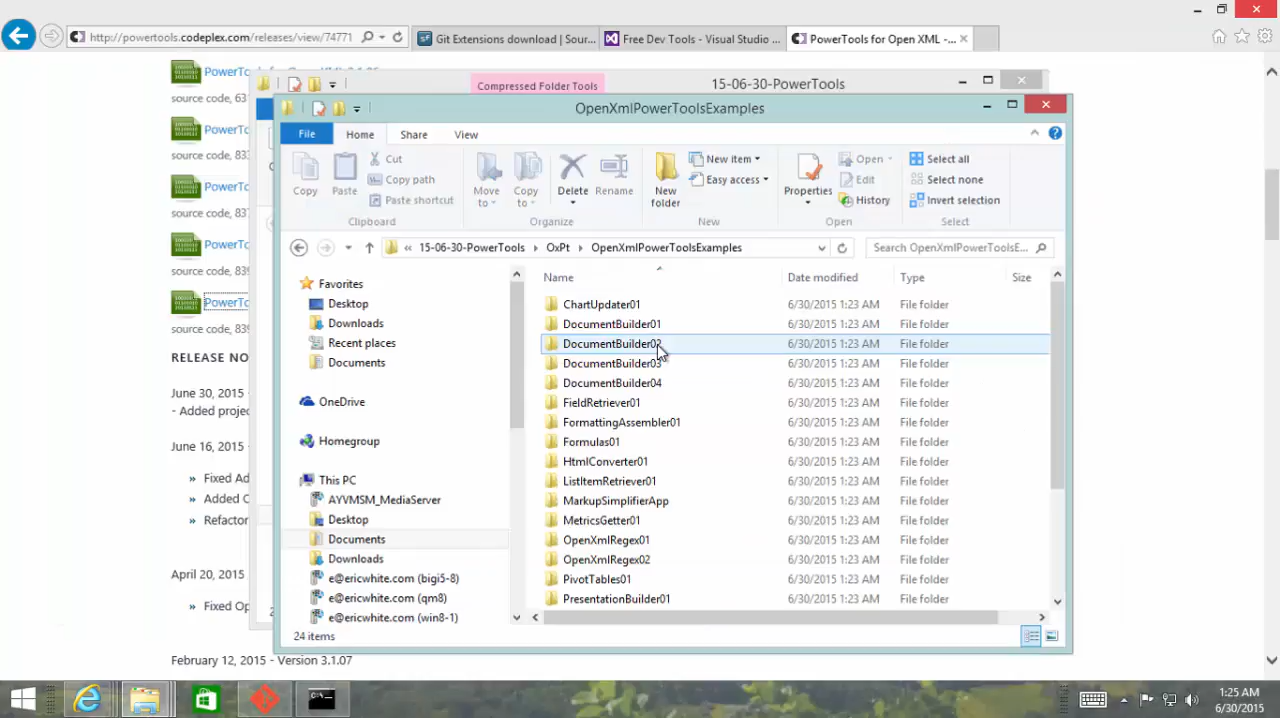 http://powertools.codeplex.com/releases/view/74771
Git Extensions download | Sour...
Free Dev Tools - Visual Studio ...
PowerTools for Open XML -...
PowerTo
source code, 631
PowerTo
source code, 83
PowerTo
source code, 837
PowerTo
source code, 839
PowerTo
source code, 839
RELEASE NO
June 30, 2015 -
- Added projec
June 16, 2015 -
» Fixed Ad
» Added C
» Refactor
April 20, 2015
» Fixed Op
February 12, 2015 - Version 3.1.07
Compressed Folder Tools
15-06-30-PowerTools
OpenXmlPowerToolsExamples
File
Home
Share
View
Copy
Paste
Cut
Copy path
Paste shortcut
Clipboard
Move to
Copy to
Delete
Rename
Organize
New folder
New item
Easy access
New
Properties
Open
Edit
History
Open
Select all
Select none
Invert selection
Select
« 15-06-30-PowerTools
OxPt
OpenXmlPowerToolsExamples
Search OpenXmlPowerToolsE...
Favorites
Desktop
Downloads
Recent places
Documents
OneDrive
Homegroup
This PC
AYVMSM_MediaServer
Desktop
Documents
Downloads
e@ericwhite.com (bigi5-8)
e@ericwhite.com (qm8)
e@ericwhite.com (win8-1)
Name Date modified Type Size
ChartUpdater01 6/30/2015 1:23 AM File folder
DocumentBuilder01 6/30/2015 1:23 AM File folder
DocumentBuilder02 6/30/2015 1:23 AM File folder
DocumentBuilder03 6/30/2015 1:23 AM File folder
DocumentBuilder04 6/30/2015 1:23 AM File folder
FieldRetriever01 6/30/2015 1:23 AM File folder
FormattingAssembler01 6/30/2015 1:23 AM File folder
Formulas01 6/30/2015 1:23 AM File folder
HtmlConverter01 6/30/2015 1:23 AM File folder
ListItemRetriever01 6/30/2015 1:23 AM File folder
MarkupSimplifierApp 6/30/2015 1:23 AM File folder
MetricsGetter01 6/30/2015 1:23 AM File folder
OpenXmlRegex01 6/30/2015 1:23 AM File folder
OpenXmlRegex02 6/30/2015 1:23 AM File folder
PivotTables01 6/30/2015 1:23 AM File folder
PresentationBuilder01 6/30/2015 1:23 AM File folder
24 items
1:25 AM
6/30/2015